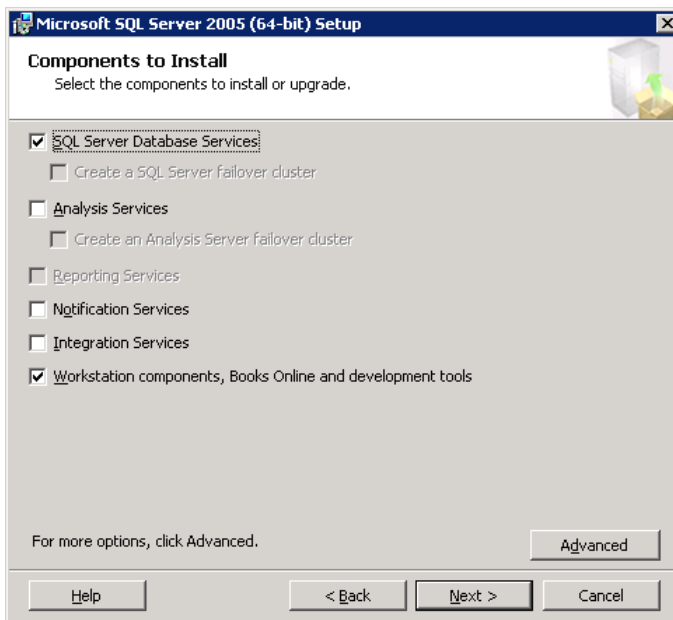 Microsoft SQL Server 2005 (64-bit) Setup
Components to Install
Select the components to install or upgrade.
SQL Server Database Services
Create a SQL Server failover cluster
Analysis Services
Create an Analysis Server failover cluster
Reporting Services
Notification Services
Integration Services
Workstation components, Books Online and development tools
For more options, click Advanced.
Advanced
Help
< Back
Next >
Cancel